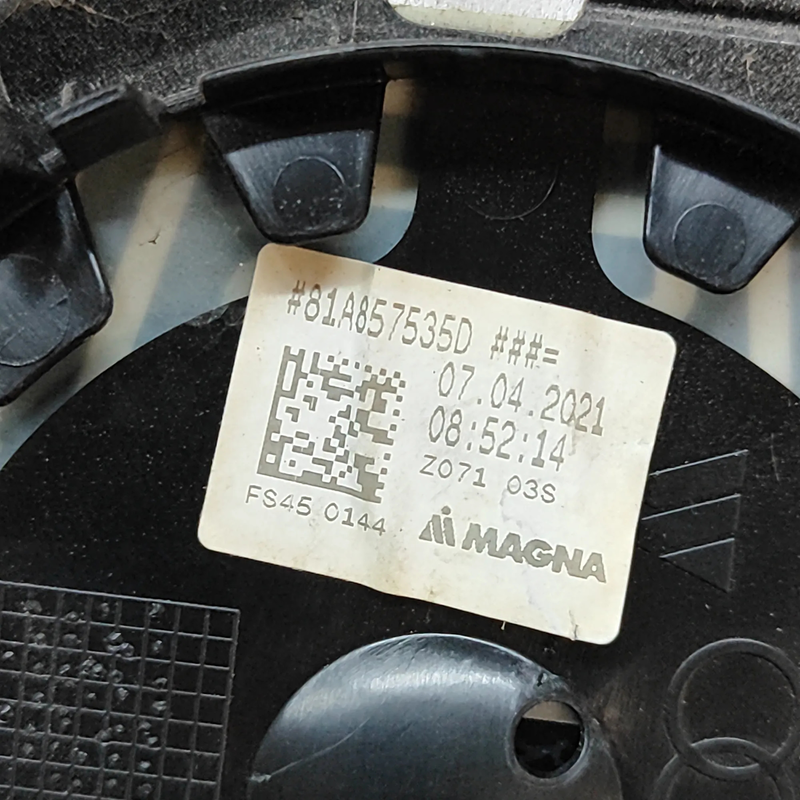 #81A857535D ###=
07.04.2021
08:52:14
Z071 03S
FS45 0144
MAGNA